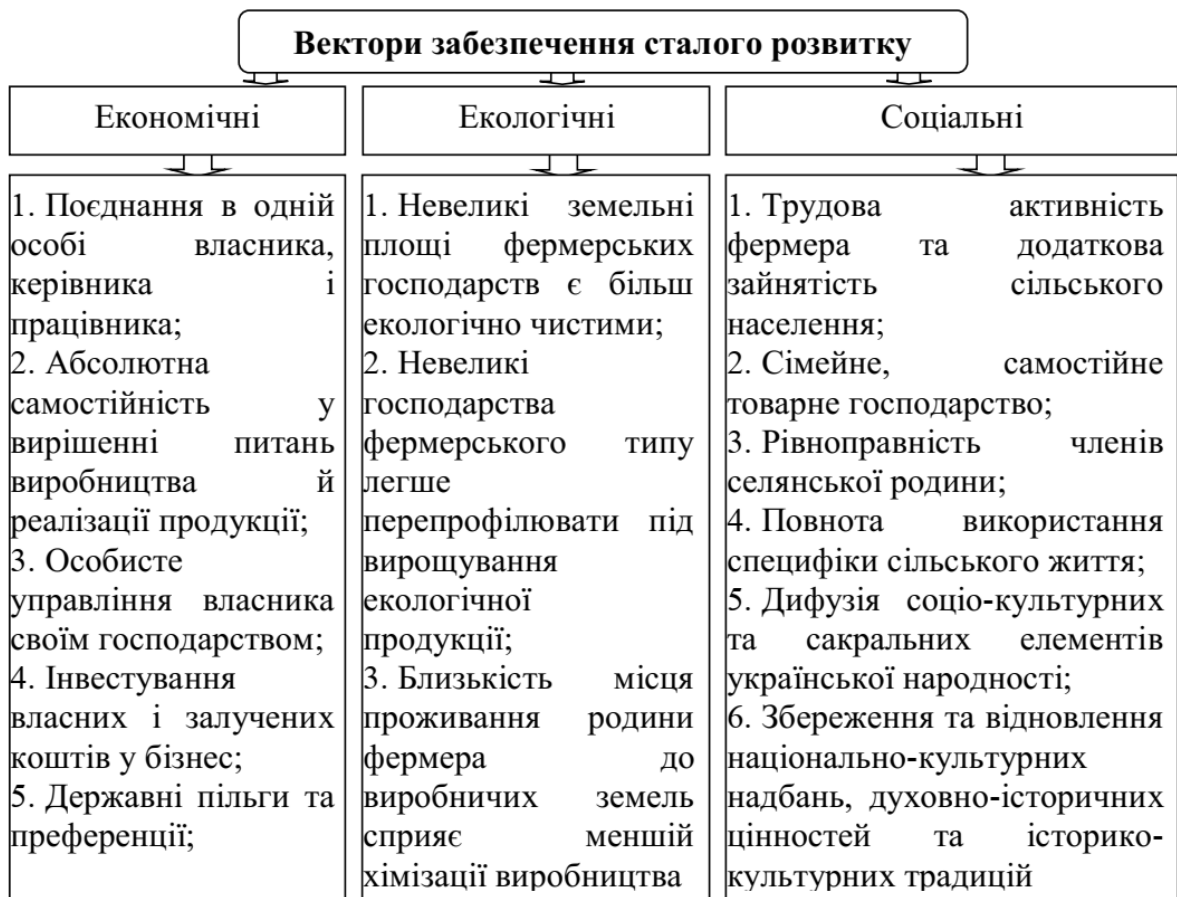 Вектори забезпечення сталого розвитку
Економічні
1. Поєднання в одній
особі власника,
керівника і
працівника;
2. Абсолютна
самостійність у
вирішенні питань
виробництва й
реалізації продукції;
3. Особисте
управління власника
своїм господарством;
4. Інвестування
власних і залучених
коштів у бізнес;
5. Державні пільги та
преференції;
Екологічні
1. Невеликі земельні
площі фермерських
господарств є більш
екологічно чистими;
2. Невеликі
господарства
фермерського типу
легше
перепрофілювати під
вирощування
екологічної
продукції;
3. Близькість місця
проживання родини
фермера до
виробничих земель
сприяє меншій
хімізації виробництва
Соціальні
1. Трудова активність
фермера та додаткова
зайнятість сільського
населення;
2. Сімейне, самостійне
товарне господарство;
3. Рівноправність членів
селянської родини;
4. Повнота використання
специфіки сільського життя;
5. Дифузія соціо-культурних
та сакральних елементів
української народності;
6. Збереження та відновлення
національно-культурних
надбань, духовно-історичних
цінностей та історико-
культурних традицій